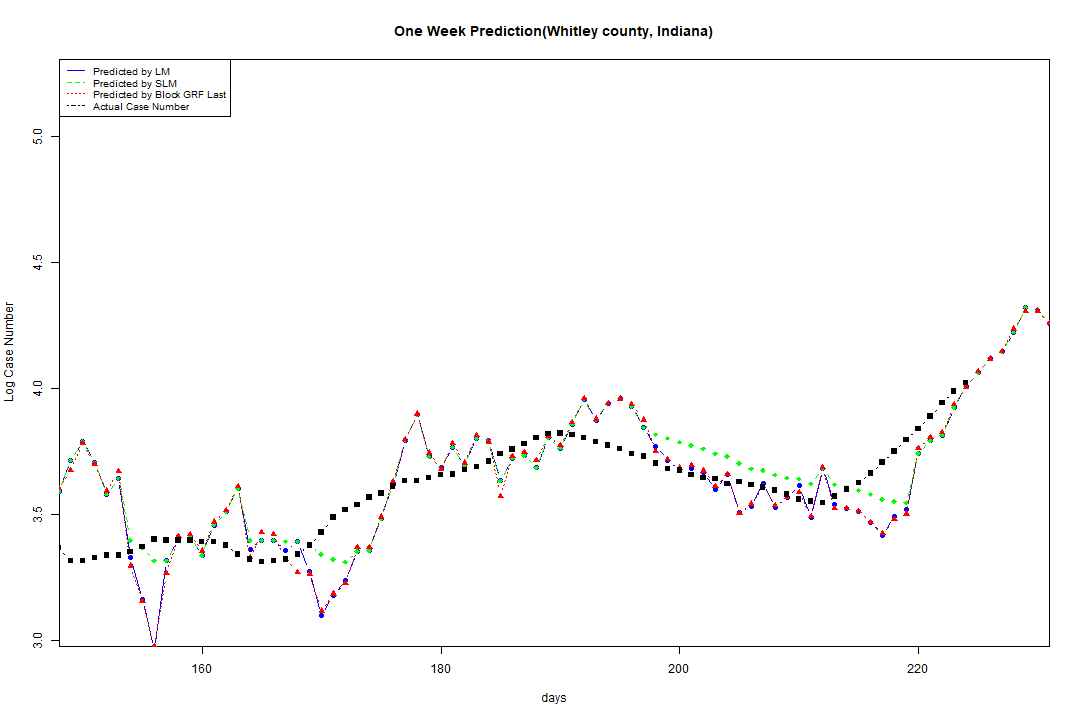 One Week Prediction(Whitley county, Indiana)
Predicted by LM
Predicted by SLM
Predicted by Block GRF Last
Actual Case Number
5.0
4.5
4.0
3.5
3.0
Log Case Number
160
180
200
220
days